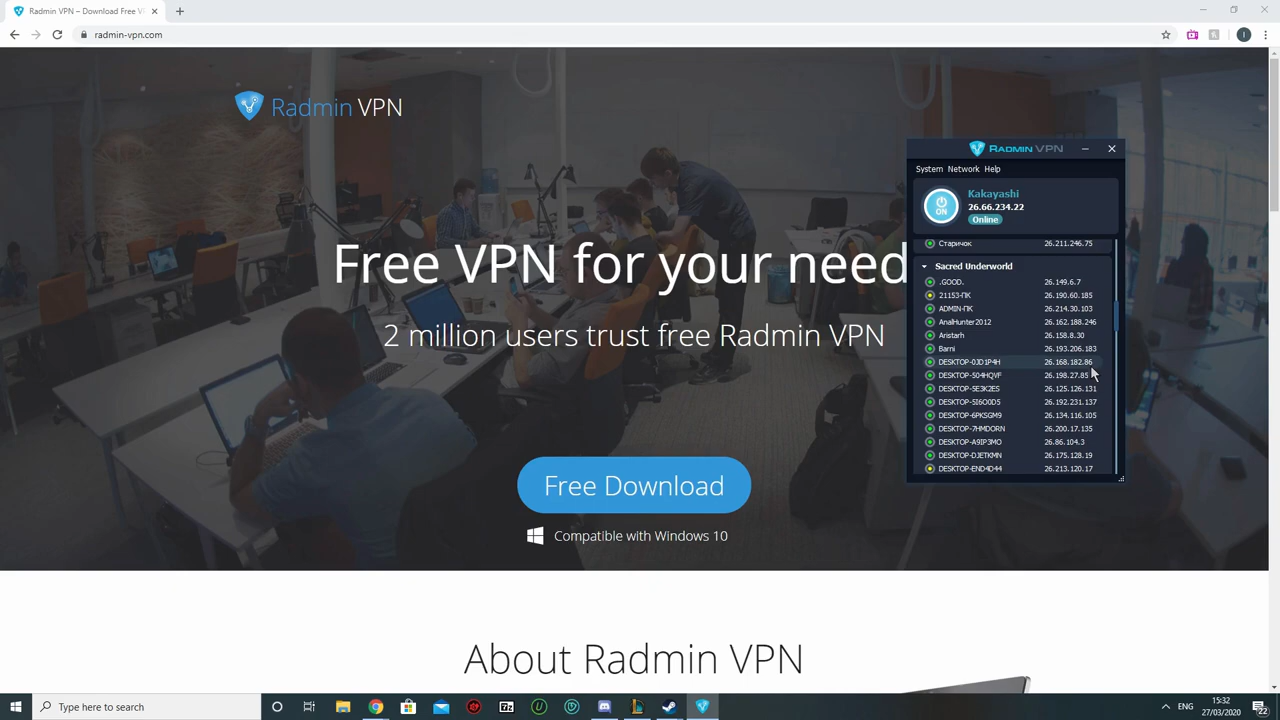 Radmin VPN – Download Free VP
radmin-vpn.com
Radmin VPN
Free VPN for your need
2 million users trust free Radmin VPN
Free Download
Compatible with Windows 10
About Radmin VPN
RADMIN VPN
System Network Help
ON
Kakayashi
26.66.234.22
Online
Старичок 26.211.246.75
Sacred Underworld
.GOOD. 26.149.6.7
21153-ПК 26.190.60.185
ADMIN-ПК 26.214.30.103
AnalHunter2012 26.162.188.246
Aristarh 26.158.8.30
Barni 26.193.206.183
DESKTOP-0JD1P4H 26.168.182.86
DESKTOP-504HQVF 26.198.27.85
DESKTOP-5E3K2ES 26.125.126.131
DESKTOP-5I6O0D5 26.192.231.137
DESKTOP-6PKSGM9 26.134.116.105
DESKTOP-7HMDORN 26.200.17.135
DESKTOP-A9IP3MO 26.86.104.3
DESKTOP-DJETKMN 26.175.128.19
DESKTOP-END4D44 26.213.120.17
Type here to search
ENG
15:32
27/03/2020
22